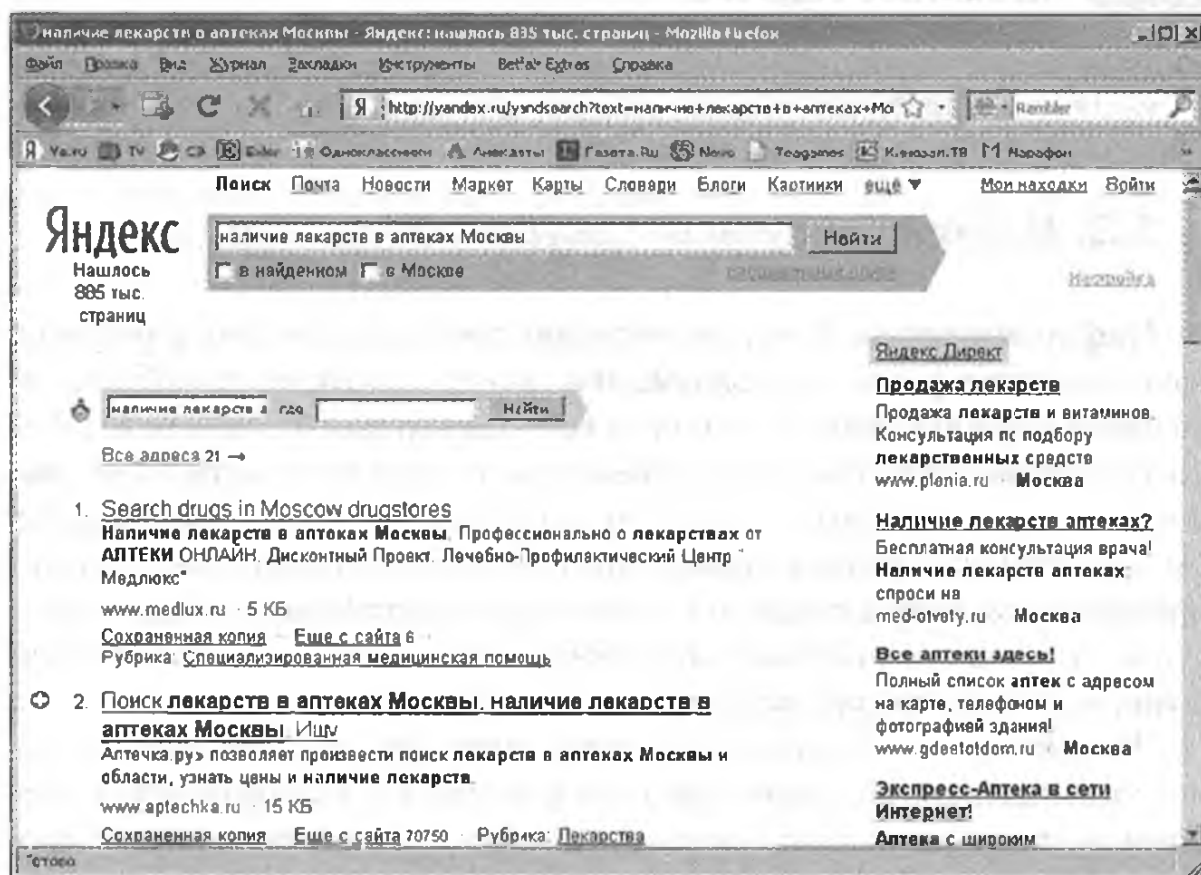 наличие лекарств в аптеках Москвы - Яндекс: нашлось 885 тыс. страниц - Mozilla Firefox
Файл Правка Вид Журнал Закладки Инструменты Справка
http://yandex.ru/yandsearch?text=наличие+лекарств+в+аптеках+Мо Rambler
Я Ya.ru TV СЭ Одноклассники Анекдоты Газета.Ru Teagames Кинозал.ТВ Марафон
Поиск Почта Новости Маркет Карты Словари Блоги Картинки ещё ▼ Мои находки Войти
Яндекс
наличие лекарств в аптеках Москвы Найти
в найденном в Москве расширенный поиск
Нашлось
885 тыс.
страниц
Настройка
наличие лекарств в где Найти
Все адреса 21 →
1. Search drugs in Moscow drugstores
Наличие лекарств в аптеках Москвы, Профессионально о лекарствах от
АПТЕКИ ОНЛАЙН, Дисконтный Проект, Лечебно-Профилактический Центр "
Медлюкс"
www.medlux.ru · 5 КБ
Сохраненная копия Еще с сайта 6
Рубрика: Специализированная медицинская помощь
2. Поиск лекарств в аптеках Москвы, наличие лекарств в
аптеках Москвы. Ищу
Аптечка.ру» позволяет произвести поиск лекарств в аптеках Москвы и
области, узнать цены и наличие лекарств
www.aptechka.ru · 15 КБ
Сохраненная копия Еще с сайта 70750 · Рубрика: Лекарства
Яндекс.Директ
Продажа лекарств
Продажа лекарств и витаминов.
Консультация по подбору
лекарственных средств
www.plania.ru Москва
Наличие лекарств аптеках?
Бесплатная консультация врача!
Наличие лекарств аптеках
спроси на
med-otvety.ru Москва
Все аптеки здесь!
Полный список аптек с адресом
на карте, телефоном и
фотографией здания!
www.gdeetotdom.ru Москва
Экспресс-Аптека в сети
Интернет!
Аптека с широким
Готово